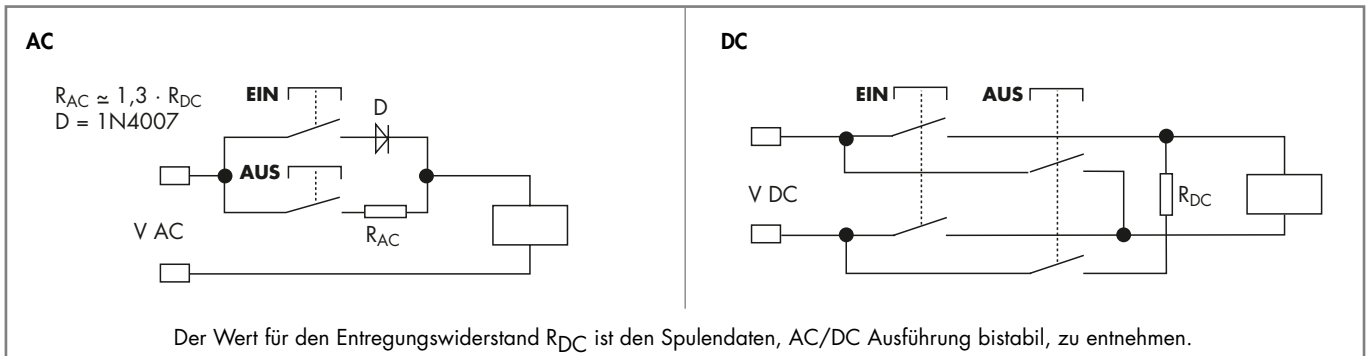 AC
R_AC ≃ 1,3 · R_DC
D = 1N4007
EIN
D
AUS
R_AC
V AC
DC
EIN
AUS
V DC
R_DC
Der Wert für den Entregungswiderstand R_DC ist den Spulendaten, AC/DC Ausführung bistabil, zu entnehmen.